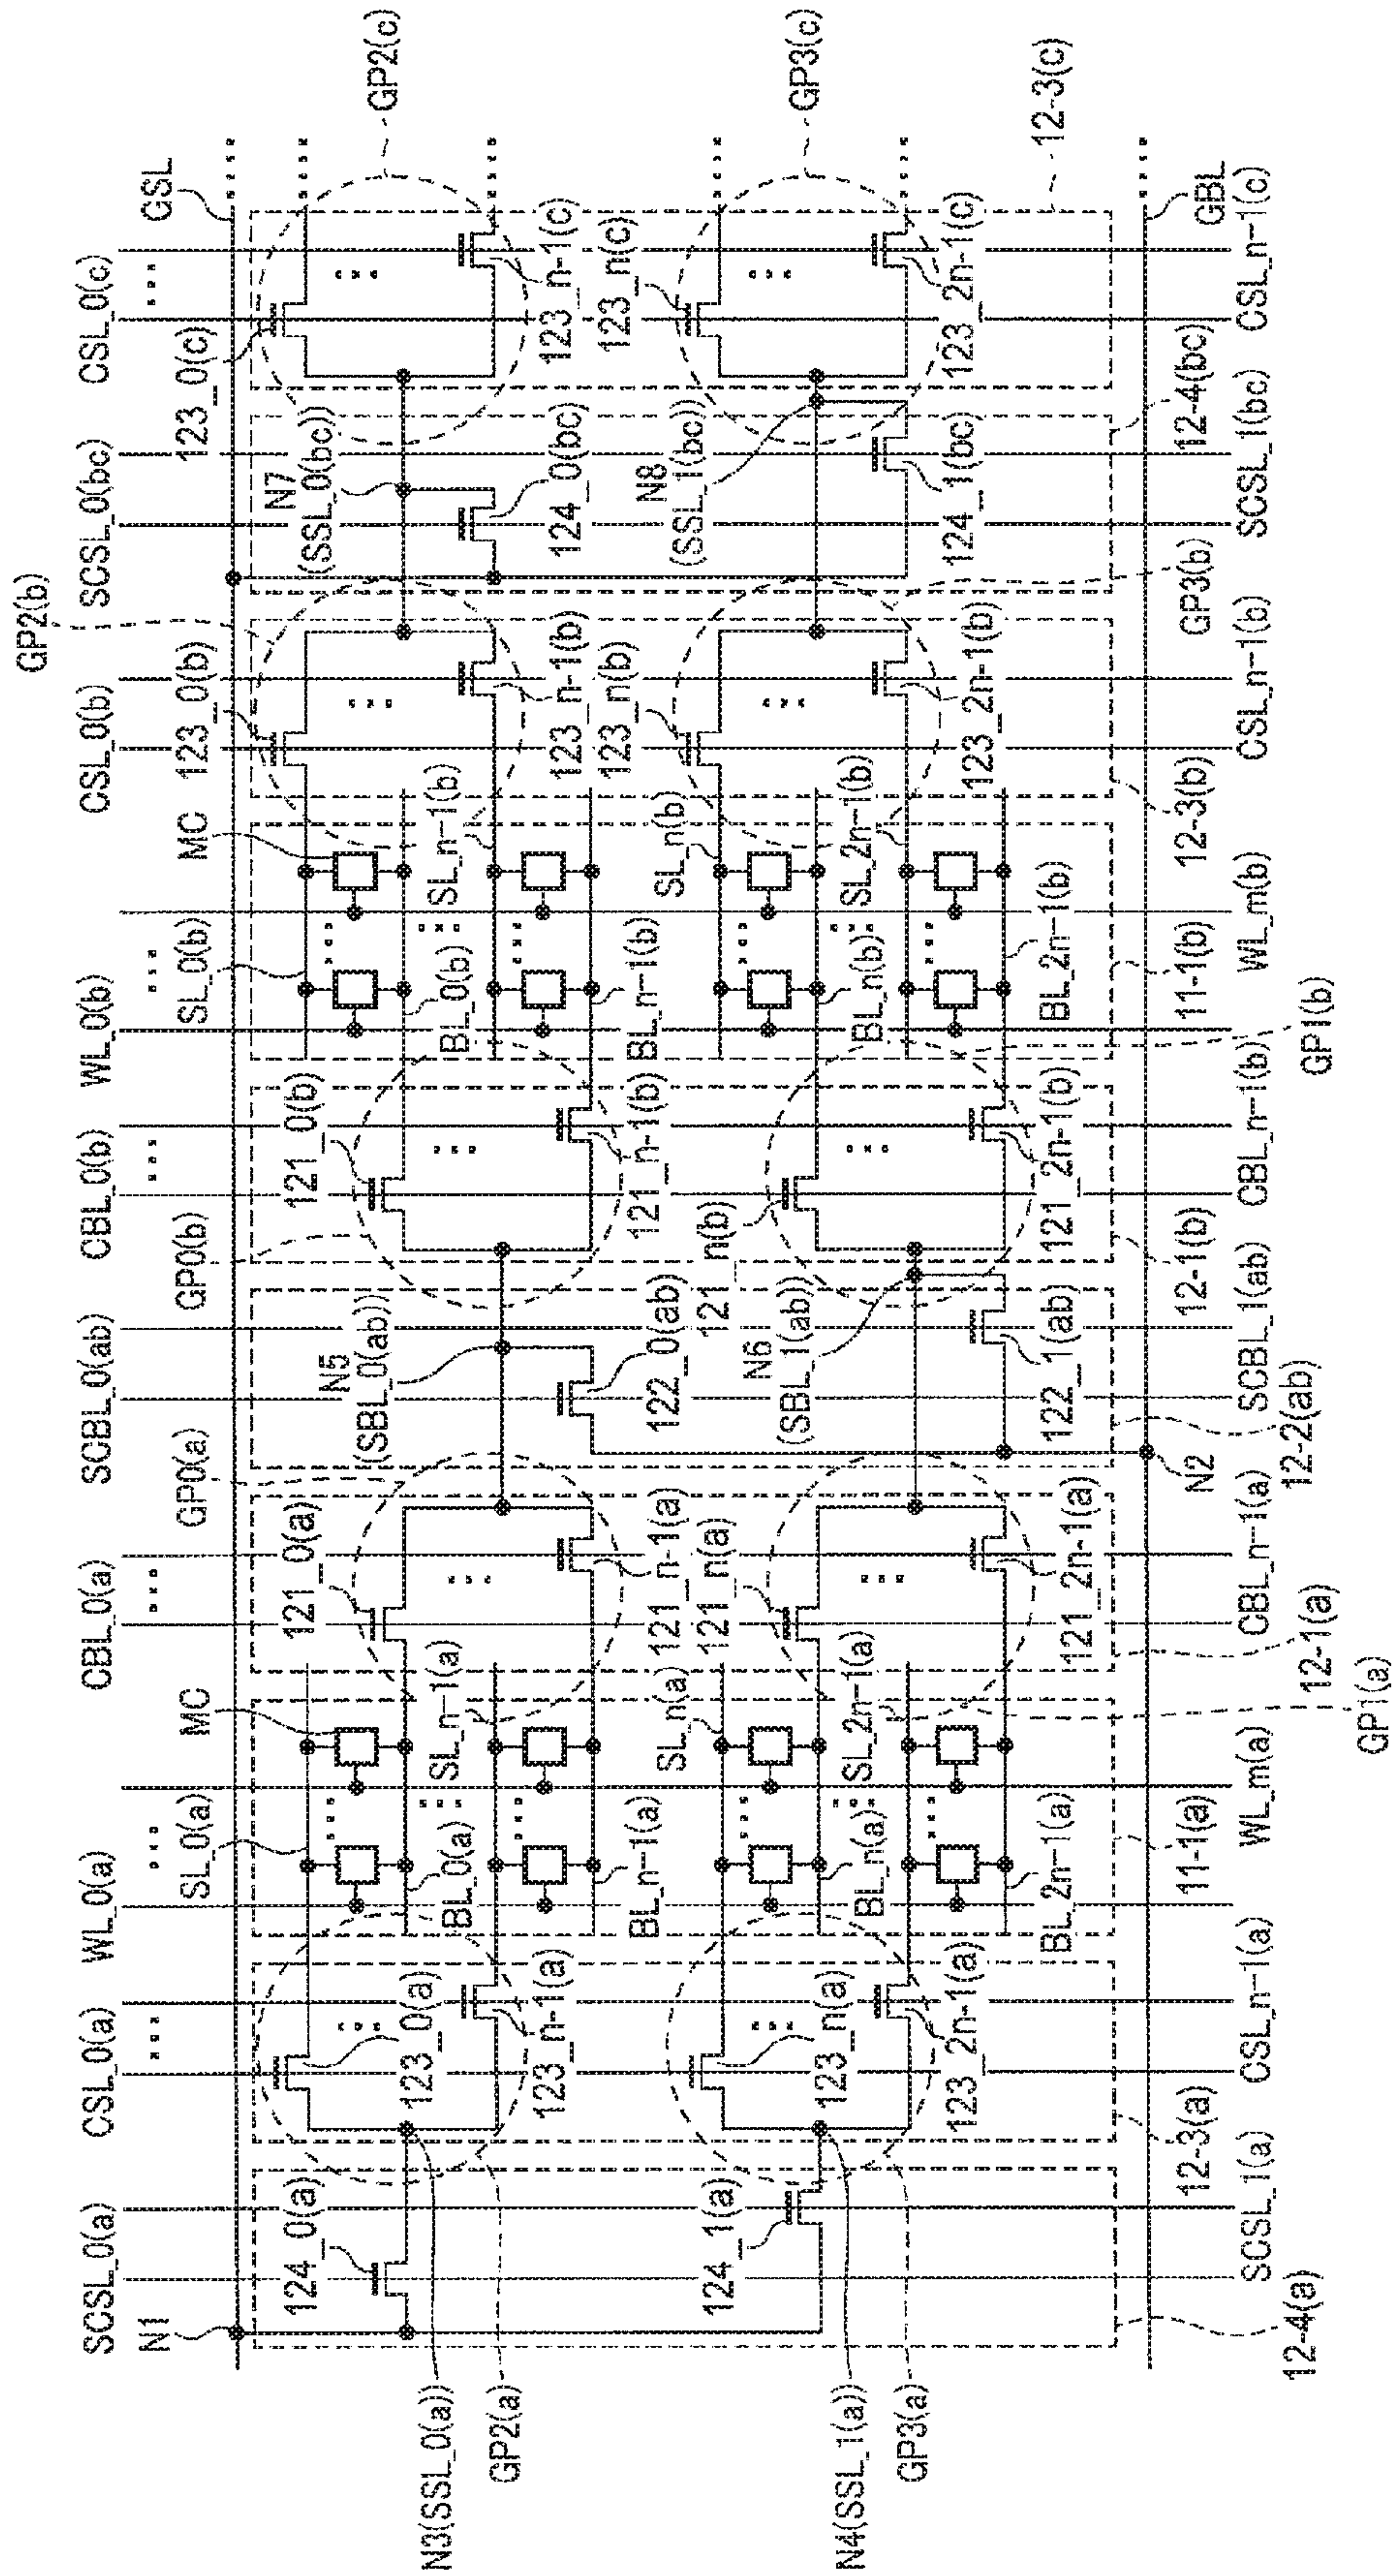 SCSL_0(a)
CSL_0(a)
WL_0(a)
CBL_0(a)
SCBL_0(ab)
CBL_0(b)
WL_0(b)
CSL_0(b)
SCSL_0(bc)
CSL_0(c)
GP2(b)
N1
SL_0(a)
MC
GP0(a)
GP0(b)
SL_0(b)
MC
123_0(b)
123_0(c)
GSL
124_0(a)
121_0(a)
N5
(SBL_0(ab))
121_0(b)
N7
(SSL_0(bc))
GP2(c)
N3(SSL_0(a))
123_0(a)
BL_0(a)
SL_n-1(a)
BL_0(b)
SL_n-1(b)
GP2(a)
123_n-1(a)
BL_n-1(a)
121_n-1(a)
122_0(ab)
121_n-1(b)
BL_n-1(b)
123_n-1(b)
124_0(bc)
123_n-1(c)
124_1(a)
SL_n(a)
121_n(a)
N6
(SBL_1(ab))
121_n(b)
SL_n(b)
123_n(b)
N8
(SSL_1(bc))
123_n(c)
GP3(c)
N4(SSL_1(a))
123_n(a)
BL_n(a)
SL_2n-1(a)
BL_n(b)
SL_2n-1(b)
GP3(a)
123_2n-1(a)
BL_2n-1(a)
121_2n-1(a)
122_1(ab)
121_2n-1(b)
BL_2n-1(b)
123_2n-1(b)
124_1(bc)
123_2n-1(c)
12-3(c)
12-3(a)
11-1(a)
N2
12-1(b)
11-1(b)
12-3(b)
GP3(b)
12-4(bc)
GBL
SCSL_1(a)
CSL_n-1(a)
WL_m(a)
CBL_n-1(a)
SCBL_1(ab)
CBL_n-1(b)
WL_m(b)
CSL_n-1(b)
SCSL_1(bc)
CSL_n-1(c)
12-4(a)
12-1(a)
12-2(ab)
GP1(a)
GP1(b)